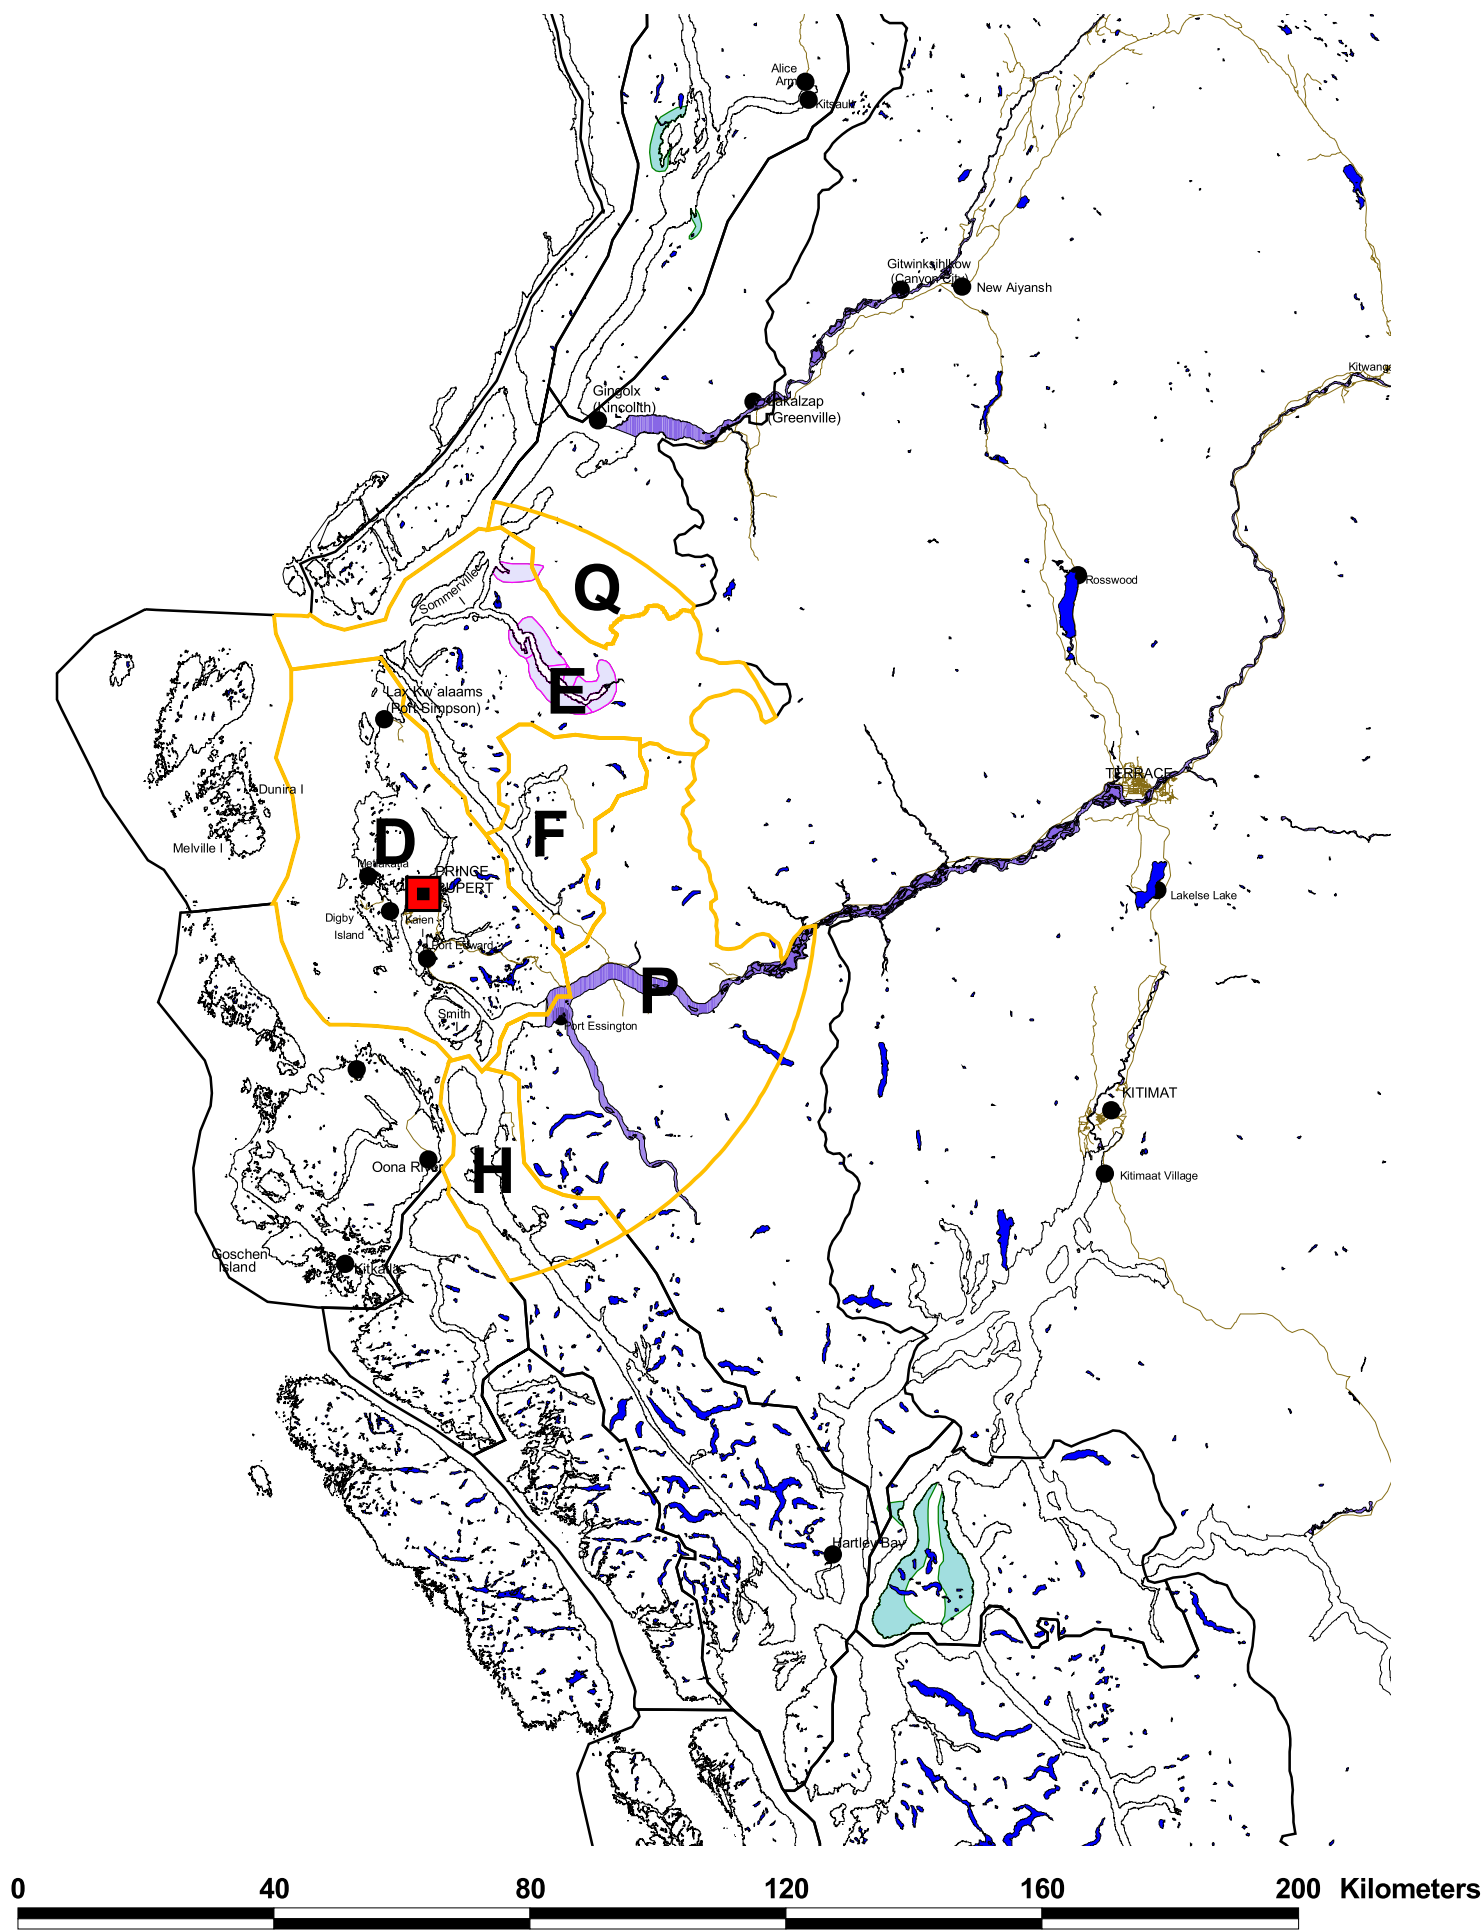 Alice
Arm
Kitsault
Gitwinksihlkow
(Canyon City)
New Aiyansh
Kitwanga
Gingolx
(Kincolith)
Lakalzap
(Greenville)
Q
Sommerville
Rosswood
E
Lax Kw'alaams
(Port Simpson)
TERRACE
Dunira I
Melville I
D
F
Metlakatla
PRINCE
RUPERT
Lakelse Lake
Digby
Island
Kaien
I
Port Edward
P
Smith
I
Port Essington
KITIMAT
H
Oona River
Kitimaat Village
Goschen
Island
Kitkatla
Hartley Bay
0 40 80 120 160 200 Kilometers